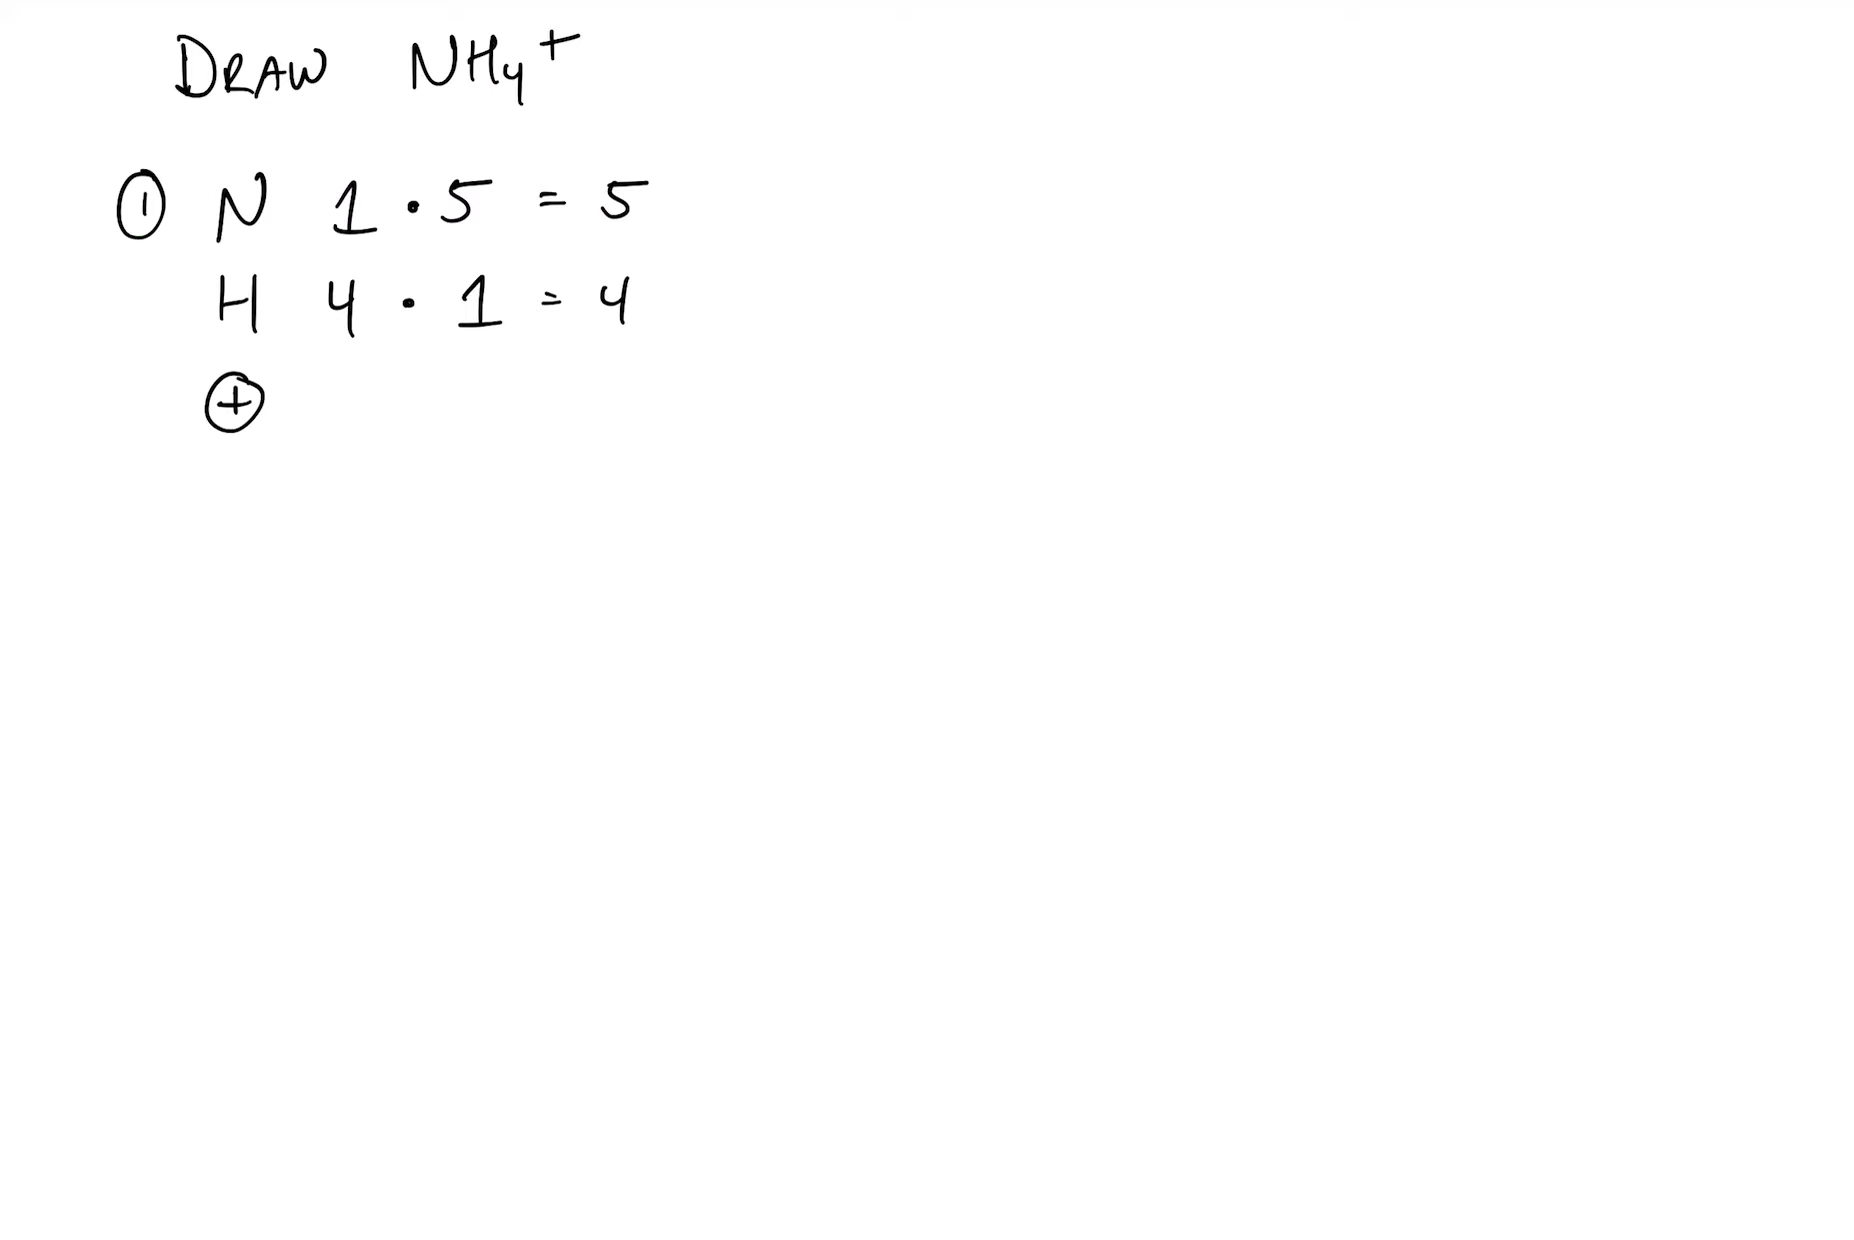 DRAW NH₄⁺
① N 1 · 5 = 5
H 4 · 1 = 4
⊕